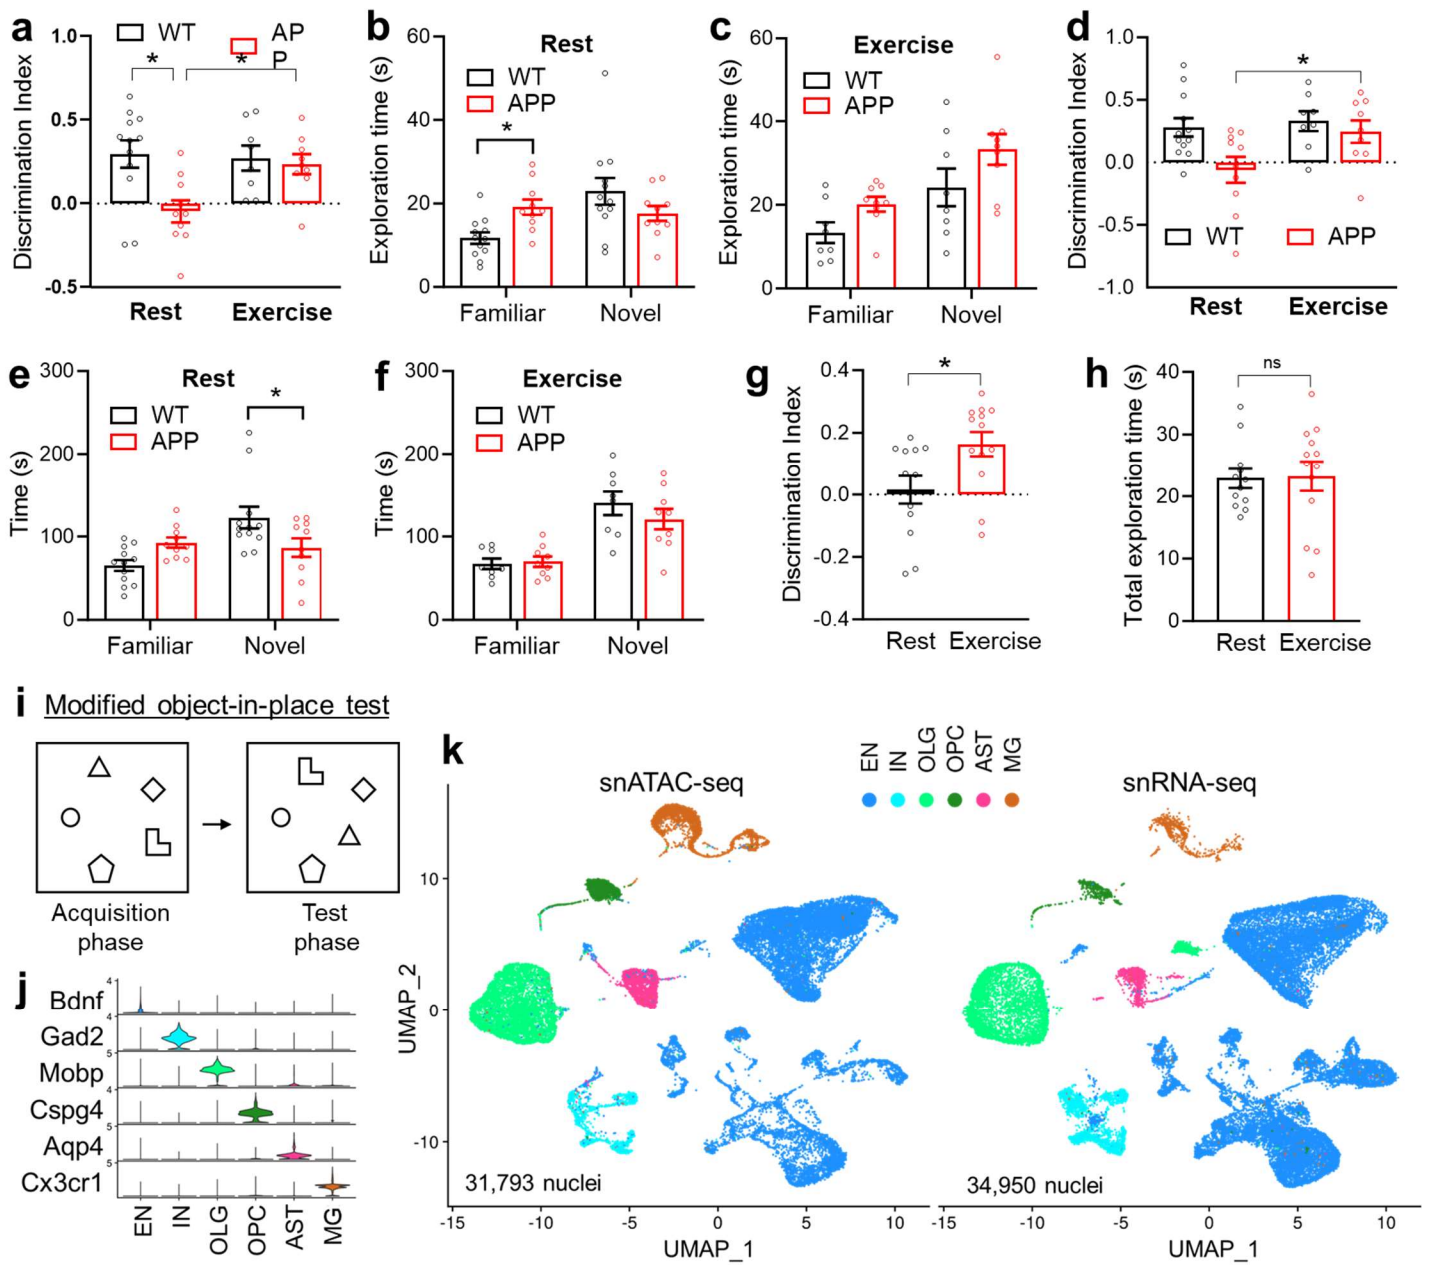 a
WT
AP
P
*
*
Discrimination Index
1.0
0.5
0.0
-0.5
Rest
Exercise
b
Rest
WT
APP
*
Exploration time (s)
60
40
20
0
Familiar
Novel
c
Exercise
WT
APP
Exploration time (s)
60
40
20
0
Familiar
Novel
d
*
Discrimination Index
1.0
0.5
0.0
-0.5
-1.0
WT
APP
Rest
Exercise
e
Rest
WT
APP
*
Time (s)
300
200
100
0
Familiar
Novel
f
Exercise
WT
APP
Time (s)
300
200
100
0
Familiar
Novel
g
*
Discrimination Index
0.4
0.2
0.0
-0.2
-0.4
Rest
Exercise
h
ns
Total exploration time (s)
40
30
20
10
0
Rest
Exercise
i
Modified object-in-place test
Acquisition
phase
Test
phase
j
Bdnf
Gad2
Mobp
Cspg4
Aqp4
Cx3cr1
4
4
5
4
5
5
EN
IN
OLG
OPC
AST
MG
k
EN
IN
OLG
OPC
AST
MG
snATAC-seq
snRNA-seq
UMAP_2
10
0
-10
31,793 nuclei
34,950 nuclei
-15
-10
-5
0
5
10
-15
-10
-5
0
5
10
UMAP_1
UMAP_1